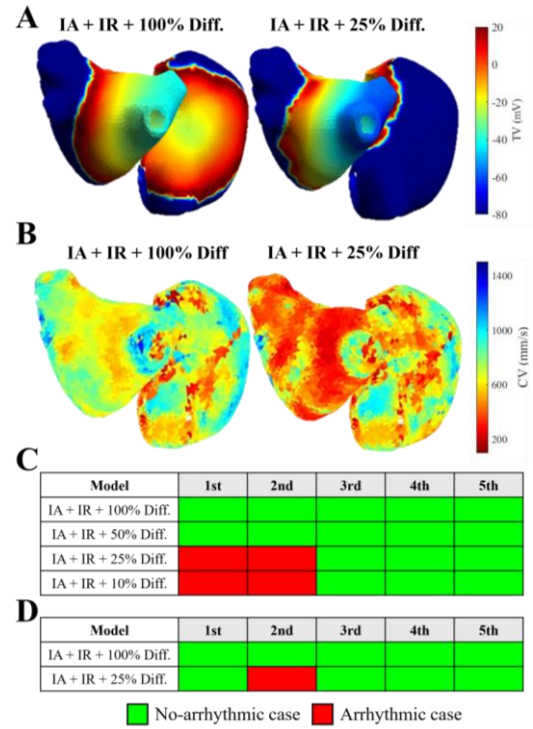 A
IA + IR + 100% Diff. IA + IR + 25% Diff.
20
0
-20
-40
-60
-80
TV (mV)
B
IA + IR + 100% Diff IA + IR + 25% Diff
1400
1000
600
200
CV (mm/s)
C
Model 1st 2nd 3rd 4th 5th
IA + IR + 100% Diff.
IA + IR + 50% Diff.
IA + IR + 25% Diff.
IA + IR + 10% Diff.
D
Model 1st 2nd 3rd 4th 5th
IA + IR + 100% Diff.
IA + IR + 25% Diff.
No-arrhythmic case Arrhythmic case